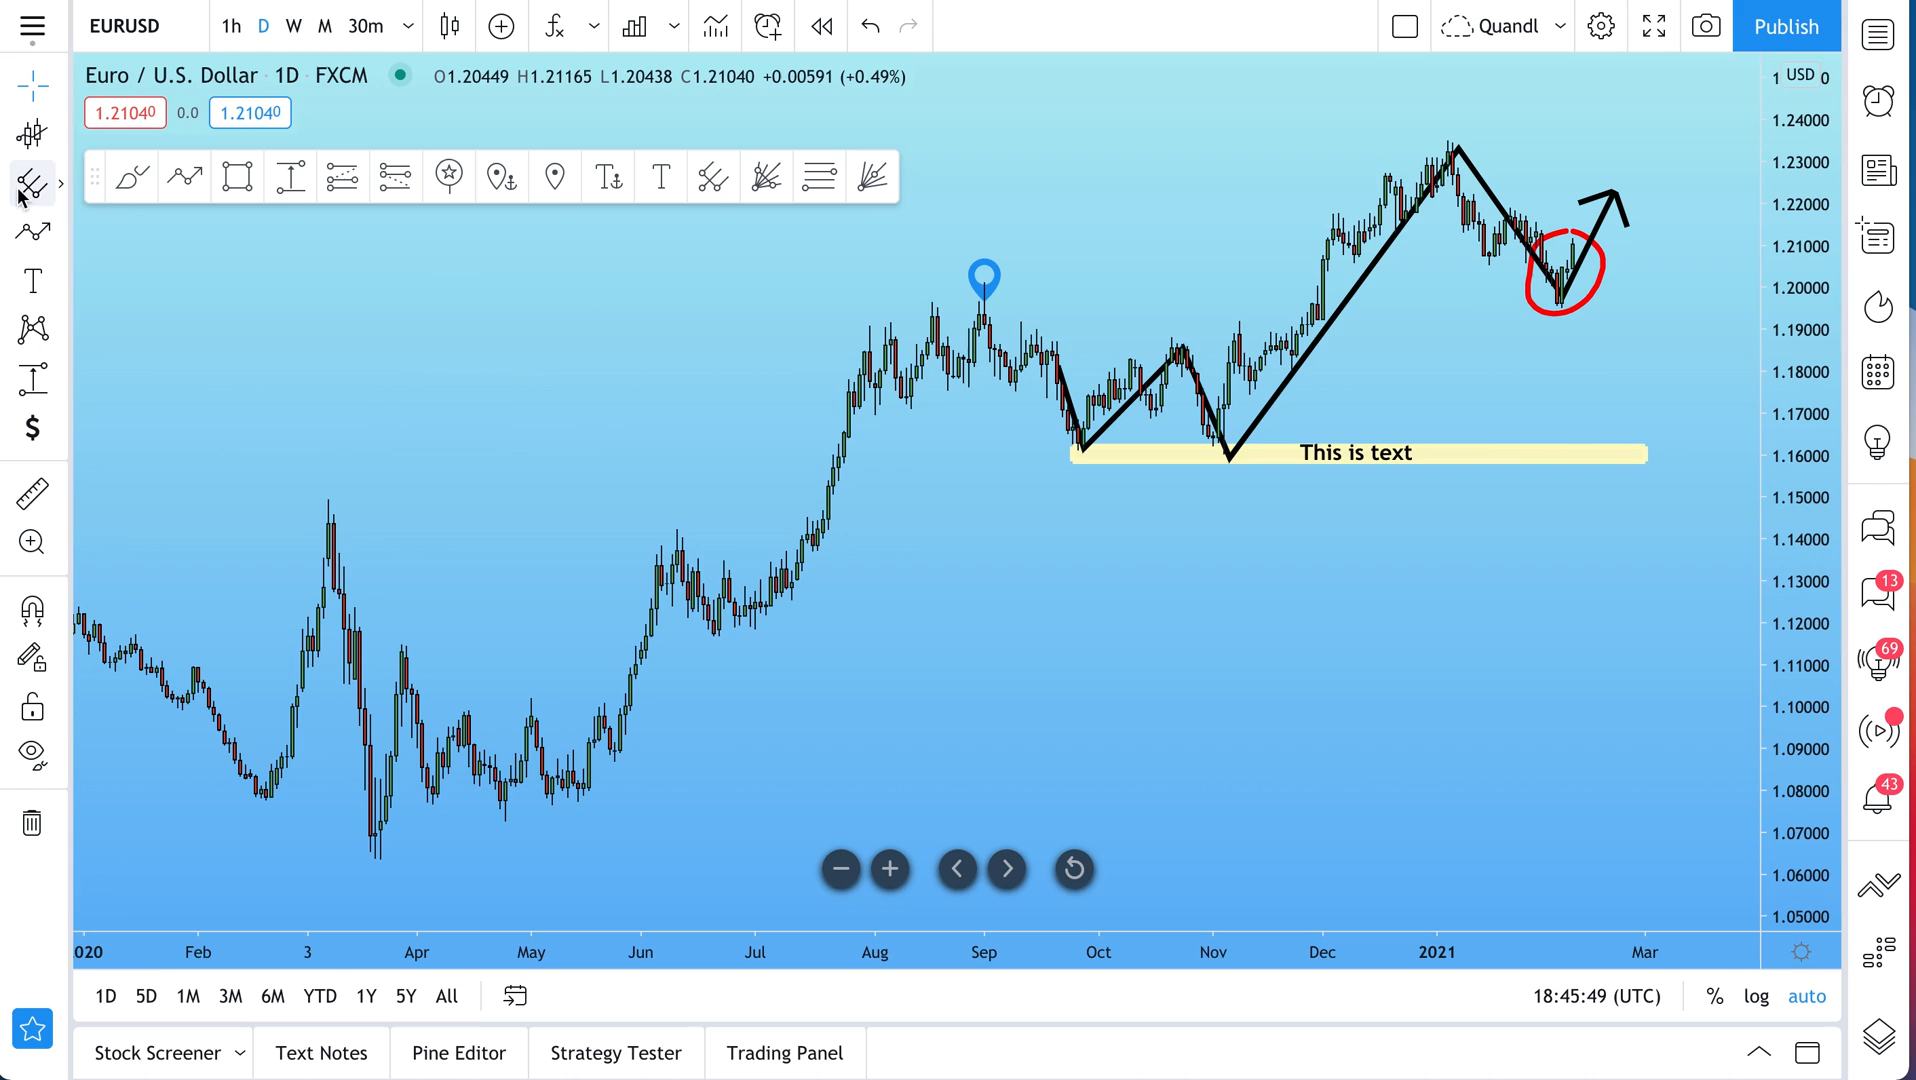 EURUSD 1h D W M 30m Quandl Publish
Euro / U.S. Dollar 1D FXCM O1.20449 H1.21165 L1.20438 C1.21040 +0.00591 (+0.49%) USD
1.21040 0.0 1.21040
1.24000
1.23000
1.22000
1.21000
1.20000
1.19000
1.18000
1.17000
1.16000
1.15000
1.14000
1.13000
1.12000
1.11000
1.10000
1.09000
1.08000
1.07000
1.06000
1.05000
This is text
T
T
T
$
13
69
43
2020 Feb 3 Apr May Jun Jul Aug Sep Oct Nov Dec 2021 Mar
1D 5D 1M 3M 6M YTD 1Y 5Y All 18:45:49 (UTC) % log auto
Stock Screener Text Notes Pine Editor Strategy Tester Trading Panel